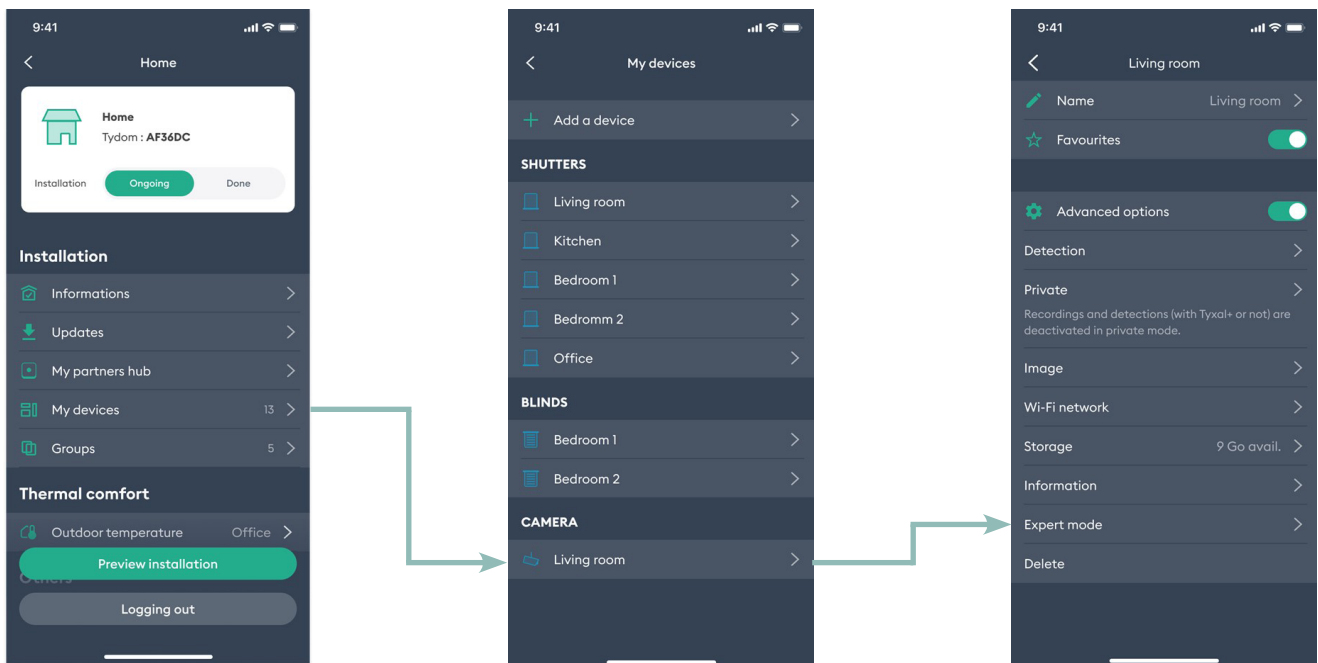 9:41
Home
Home
Tydom : AF36DC
Installation Ongoing Done
Installation
Informations
Updates
My partners hub
My devices 13
Groups 5
Thermal comfort
Outdoor temperature Office
Preview installation
Others
Logging out
9:41
My devices
Add a device
SHUTTERS
Living room
Kitchen
Bedroom 1
Bedromm 2
Office
BLINDS
Bedroom 1
Bedroom 2
CAMERA
Living room
9:41
Living room
Name Living room
Favourites
Advanced options
Detection
Private
Recordings and detections (with Tyxal+ or not) are
deactivated in private mode.
Image
Wi-Fi network
Storage 9 Go avail.
Information
Expert mode
Delete